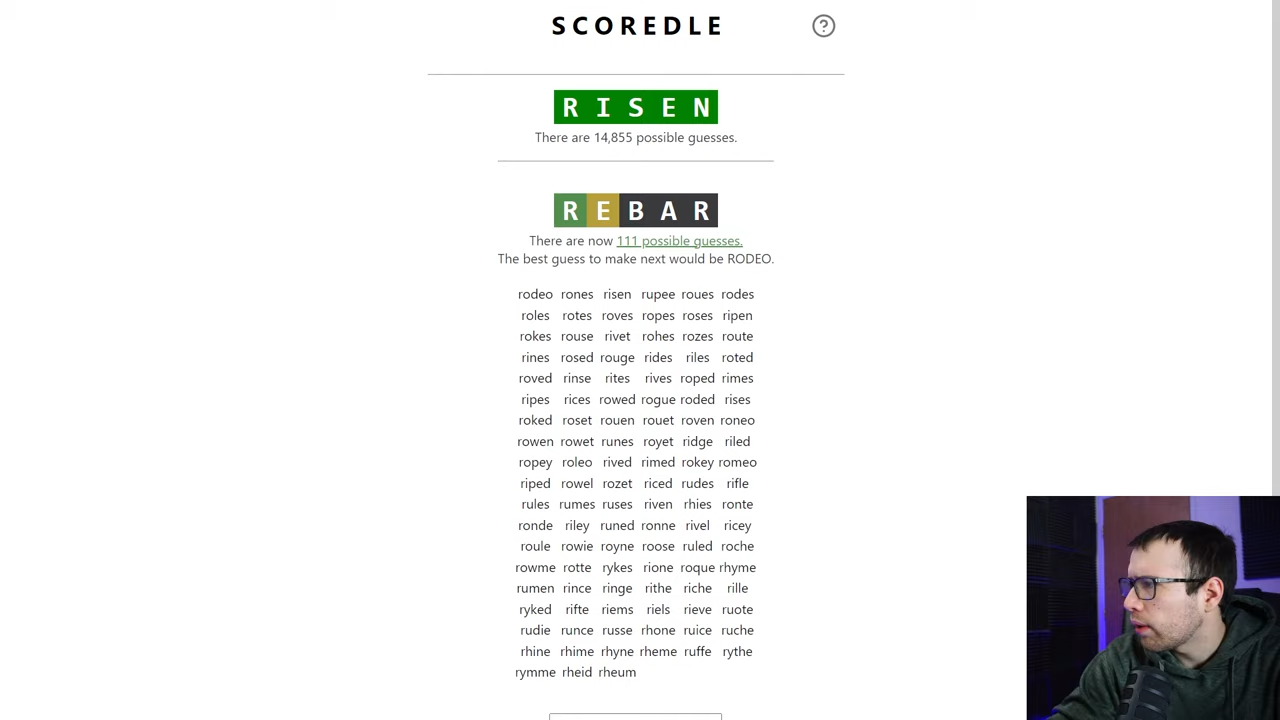 SCOREDLE
?
RISEN
There are 14,855 possible guesses.
REBAR
There are now 111 possible guesses.
The best guess to make next would be RODEO.
rodeo rones risen rupee roues rodes
roles rotes roves ropes roses ripen
rokes rouse rivet rohes rozes route
rines rosed rouge rides riles roted
roved rinse rites rives roped rimes
ripes rices rowed rogue roded rises
roked roset rouen rouet roven roneo
rowen rowet runes royet ridge riled
ropey roleo rived rimed rokey romeo
riped rowel rozet riced rudes rifle
rules rumes ruses riven rhies ronte
ronde riley runed ronne rivel ricey
roule rowie royne roose ruled roche
rowme rotte rykes rione roque rhyme
rumen rince ringe rithe riche rille
ryked rifte riems riels rieve ruote
rudie runce russe rhone ruice ruche
rhine rhime rhyne rheme ruffe rythe
rymme rheid rheum